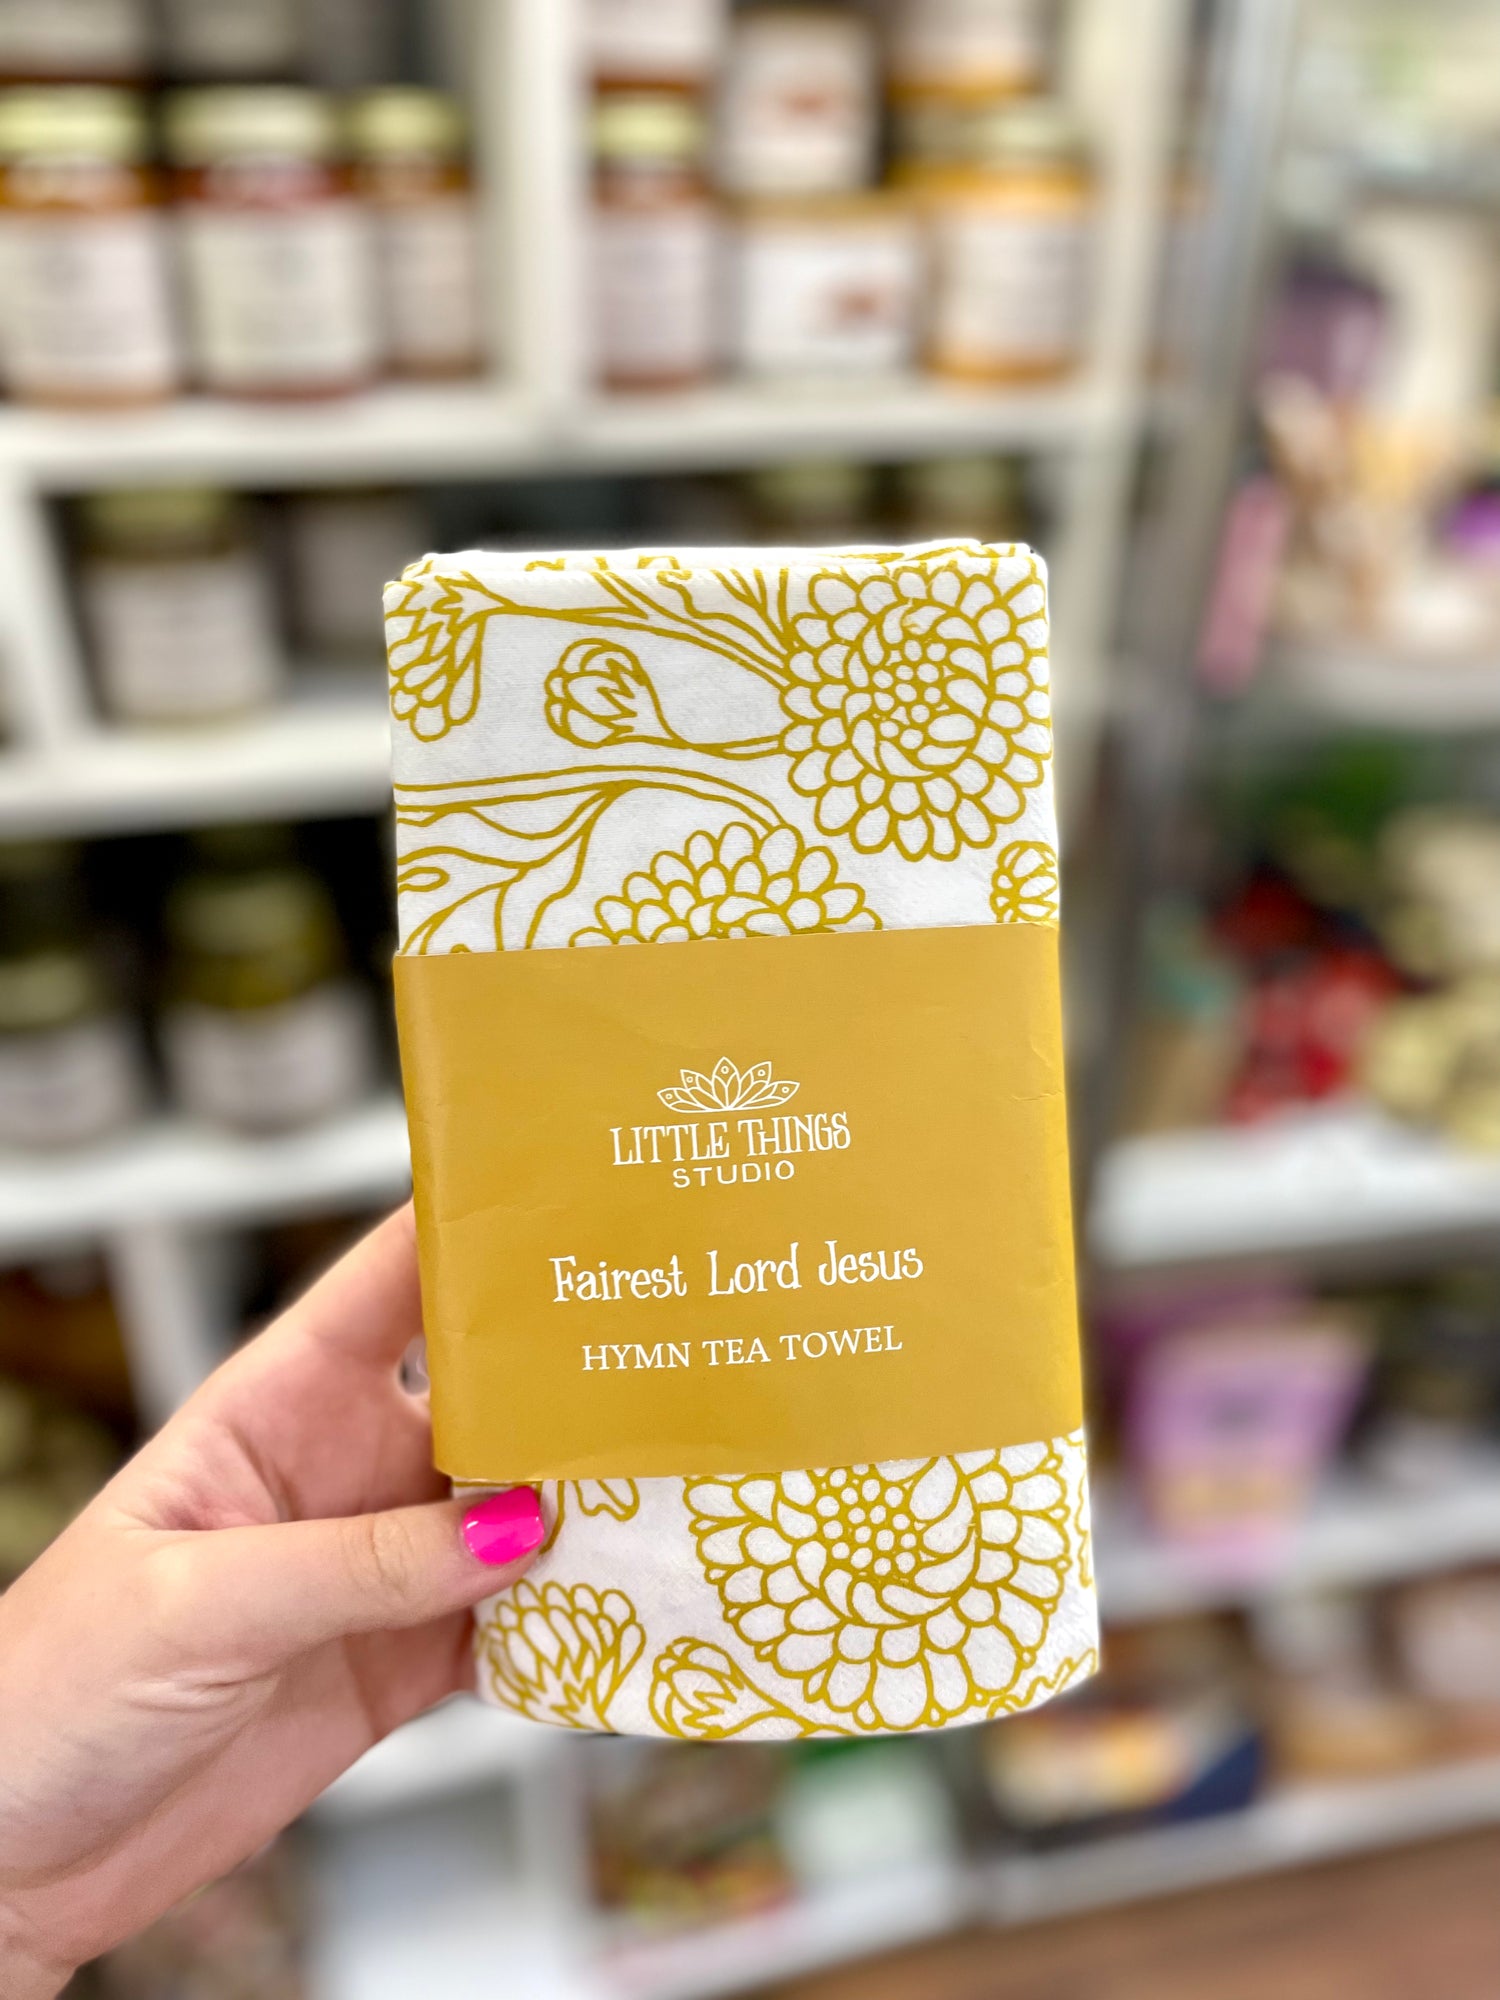 LITTLE THINGS
STUDIO
Fairest Lord Jesus
HYMN TEA TOWEL